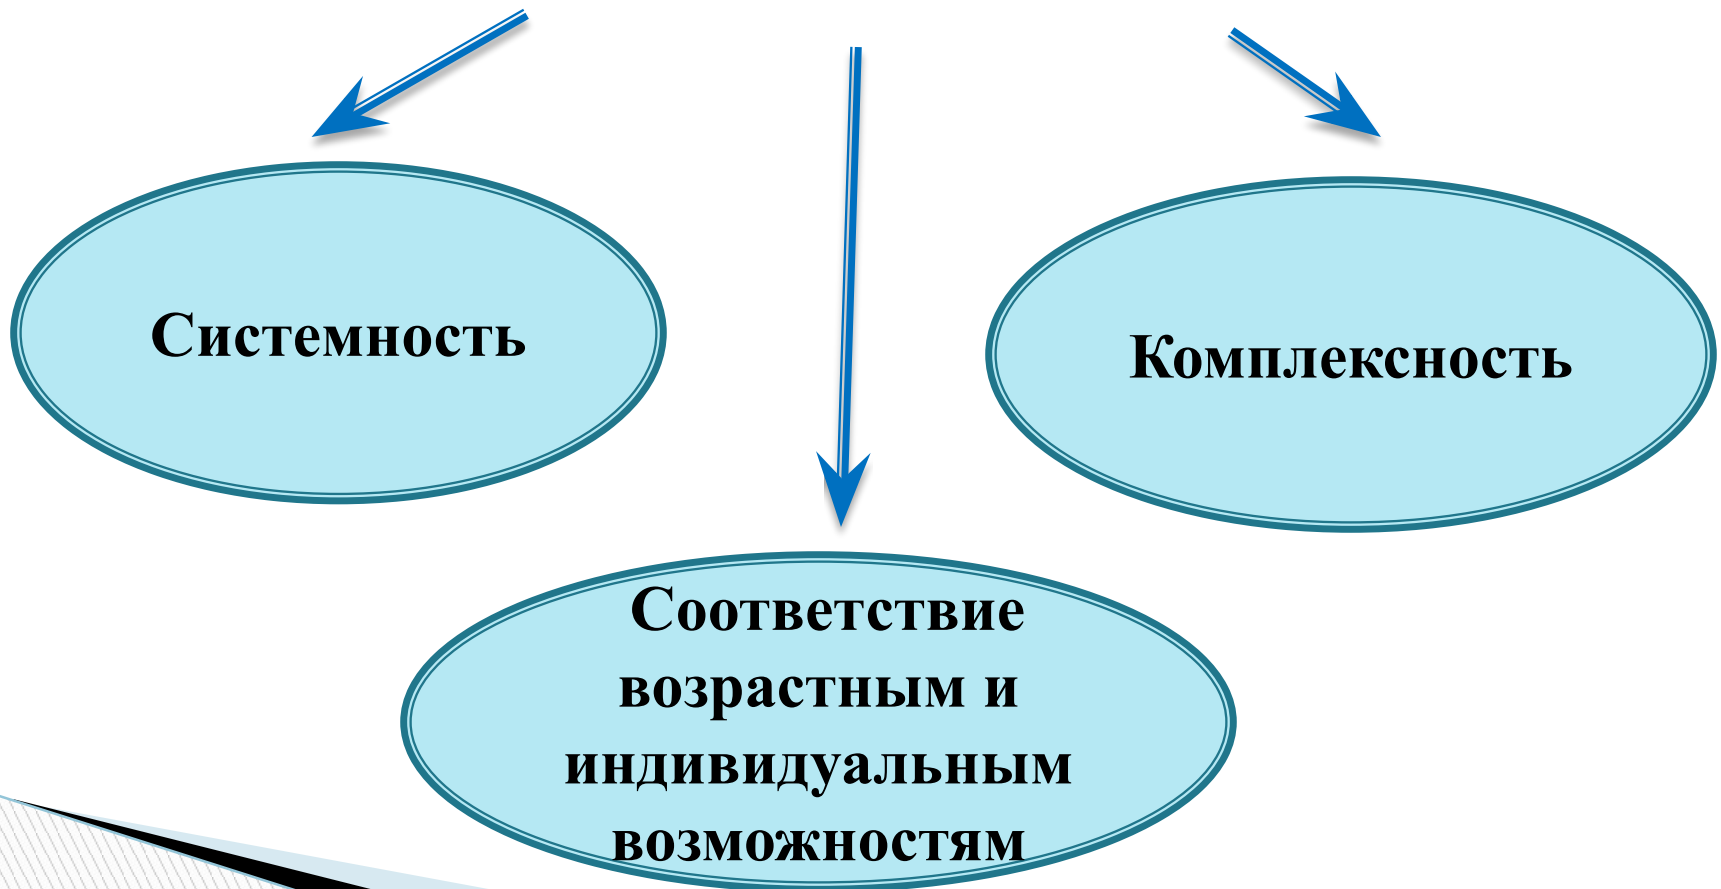 Системность
Комплексность
Соответствие
возрастным и
индивидуальным
возможностям